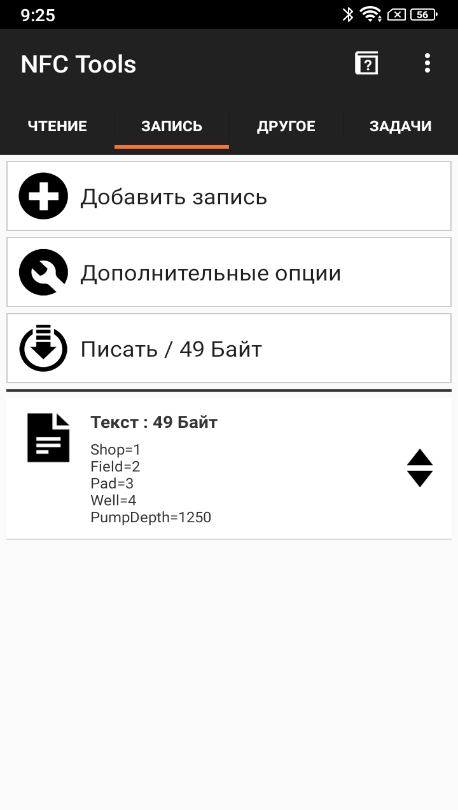 9:25
56
NFC Tools
?
ЧТЕНИЕ
ЗАПИСЬ
ДРУГОЕ
ЗАДАЧИ
Добавить запись
Дополнительные опции
Писать / 49 Байт
Текст : 49 Байт
Shop=1
Field=2
Pad=3
Well=4
PumpDepth=1250